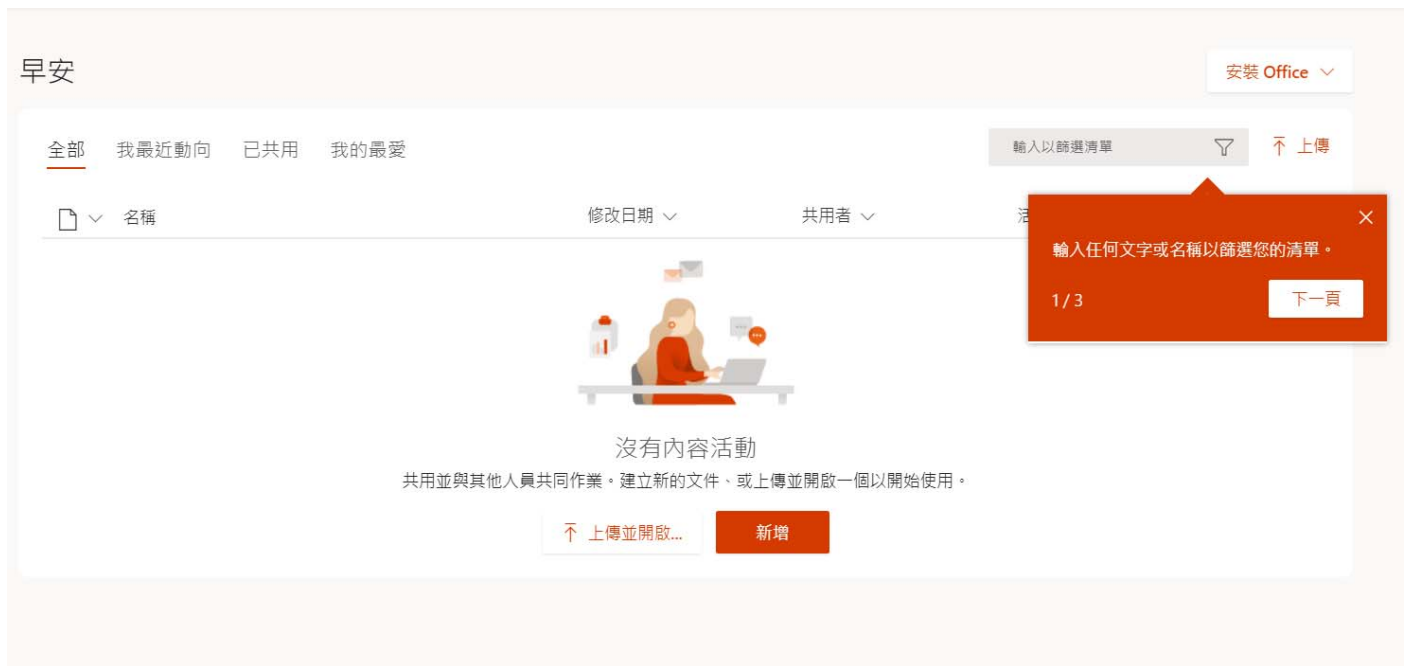 早安
安裝 Office
全部 我最近動向 已共用 我的最愛
輸入以篩選清單
上傳
名稱 修改日期 共用者 活
輸入任何文字或名稱以篩選您的清單。
1 / 3 下一頁
沒有內容活動
共用並與其他人員共同作業。建立新的文件、或上傳並開啟一個以開始使用。
上傳並開啟... 新增